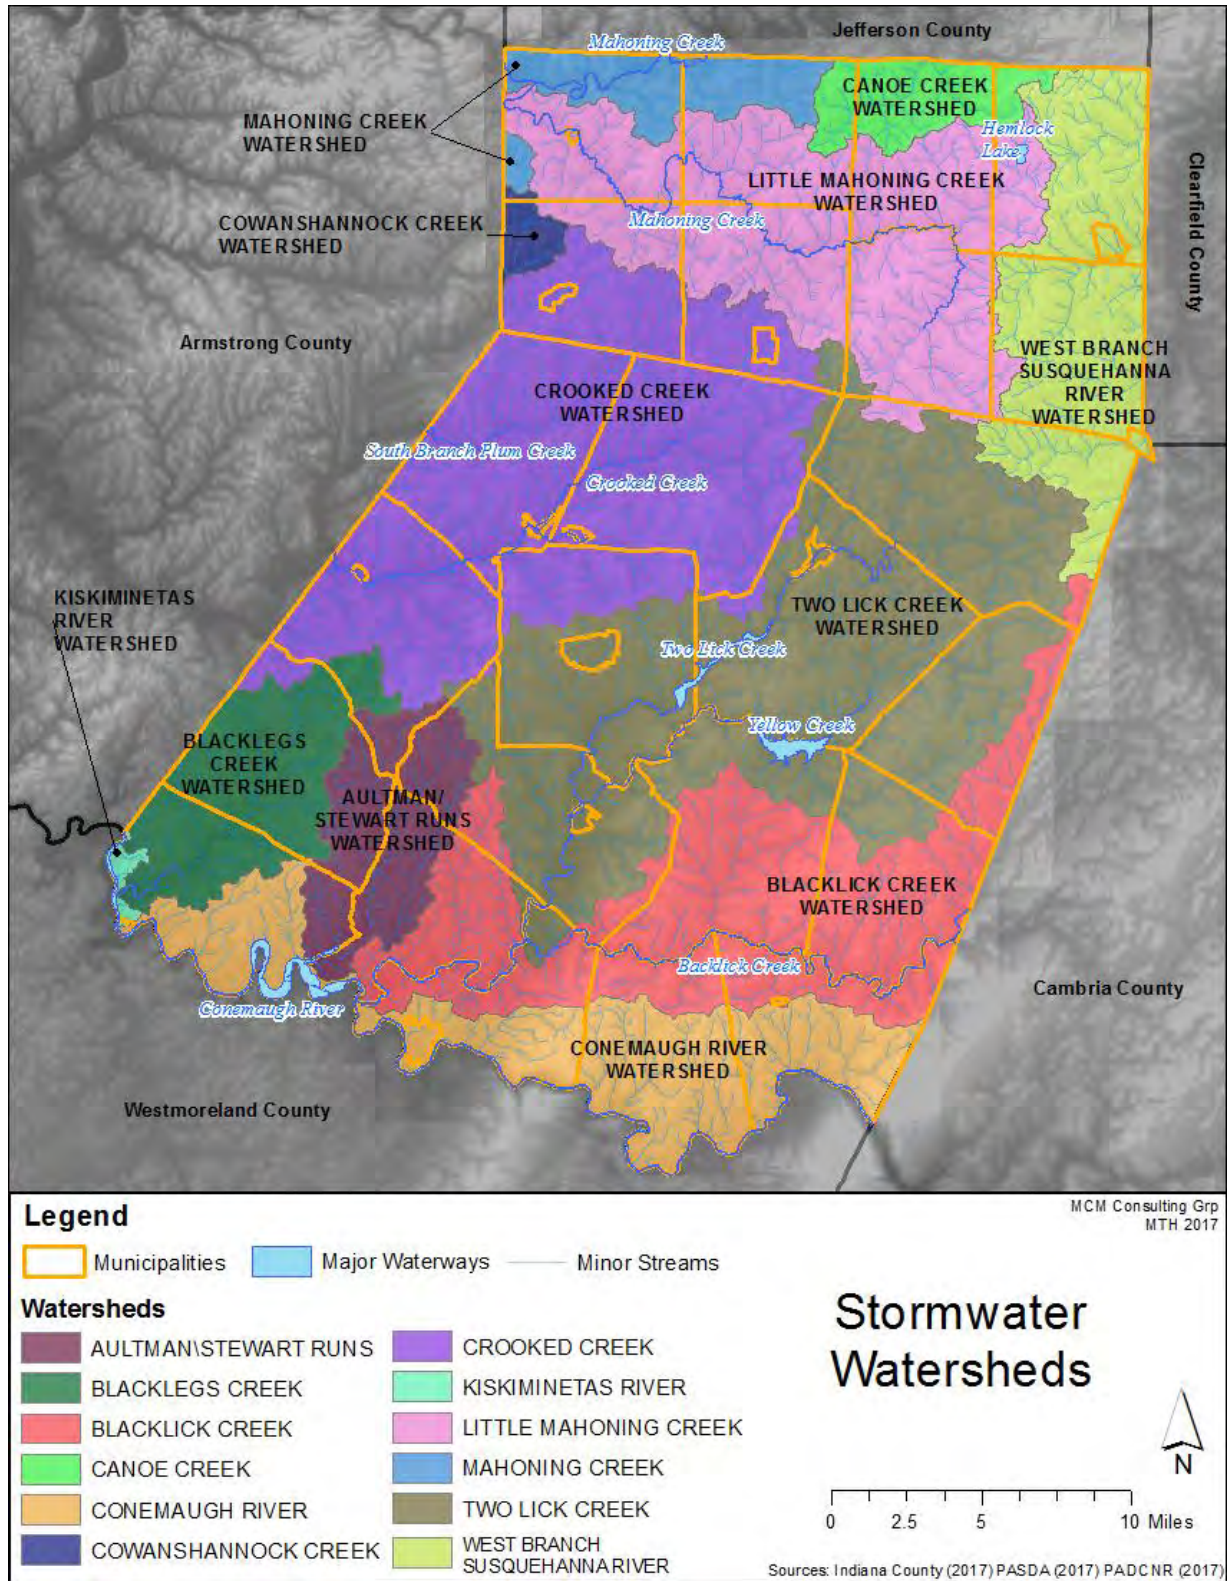 Jefferson County
Mahoning Creek
CANOE CREEK
WATERSHED
MAHONING CREEK
WATERSHED
Hemlock
Lake
Clearfield County
LITTLE MAHONING CREEK
WATERSHED
COWANSHANNOCK CREEK
WATERSHED
Mahoning Creek
Armstrong County
WEST BRANCH
SUSQUEHANNA
RIVER
WATERSHED
CROOKED CREEK
WATERSHED
South Branch Plum Creek
Crooked Creek
KISKIMINETAS
RIVER
WATERSHED
TWO LICK CREEK
WATERSHED
Two Lick Creek
Yellow Creek
BLACKLEGS
CREEK
WATERSHED
AULTMAN/
STEWART RUNS
WATERSHED
BLACKLICK CREEK
WATERSHED
Backlick Creek
Cambria County
Conemaugh River
CONEMAUGH RIVER
WATERSHED
Westmoreland County
Legend
MCM Consulting Grp
MTH 2017
Municipalities
Major Waterways
Minor Streams
Watersheds
AULTMAN\STEWART RUNS
BLACKLEGS CREEK
BLACKLICK CREEK
CANOE CREEK
CONEMAUGH RIVER
COWANSHANNOCK CREEK
CROOKED CREEK
KISKIMINETAS RIVER
LITTLE MAHONING CREEK
MAHONING CREEK
TWO LICK CREEK
WEST BRANCH
SUSQUEHANNA RIVER
Stormwater
Watersheds
N
0 2.5 5 10 Miles
Sources: Indiana County (2017) PASDA (2017) PADCNR (2017)